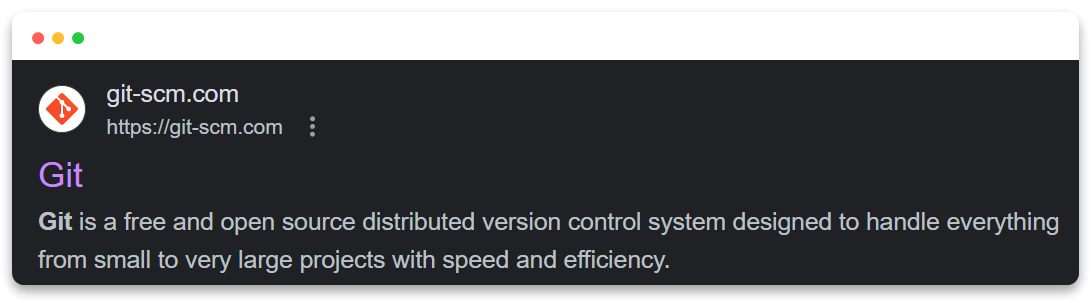 git-scm.com
https://git-scm.com
Git
Git is a free and open source distributed version control system designed to handle everything
from small to very large projects with speed and efficiency.